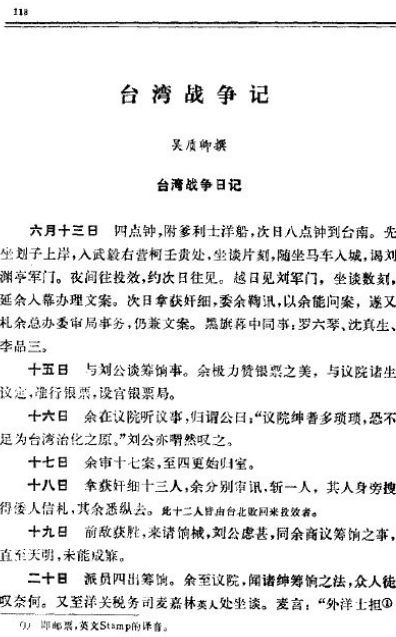 118
台湾战争记
吴质卿撰
台湾战争日记
六月十三日 四点钟,附爹利士洋船,次日八点钟到台南。先
坐划子上岸,入武毅右营柯壬贵处,坐谈片刻,随坐马车入城,谒刘
渊亭军门。夜间往投效,约次日往见。越日见刘军门,坐谈数刻,
延余入幕办理文案。次日拿获奸细,委余鞫讯,以余能问案,遂又
札余总办委审局事务,仍兼文案。黑旗幕中同事:罗六琴、沈真生、
李品三。
十五日 与刘公谈筹饷事。余极力赞银票之美,与议院诸生
议定,准行银票,设官银票局。
十六日 余在议院听议事,归谓公曰:“议院绅耆多琐琐,恐不
足为台湾治化之原。”刘公亦喟然叹之。
十七日 余审十七案,至四更始归室。
十八日 拿获奸细十三人,余分别审讯,斩一人,其人身旁搜
得倭人信札,其余悉纵去。此十二人皆由台北败回来投效者。
十九日 前敌获胜,来请饷械,刘公虑甚,同余商议筹饷之事,
直至天明,未能成寐。
二十日 派员四出筹饷。余至议院,闻诸绅筹饷之法,众人徒
叹奈何。又至洋关税务司麦嘉林英人处坐谈。麦言:“外洋士担①
① 即邮票,英文Stamp的译音。